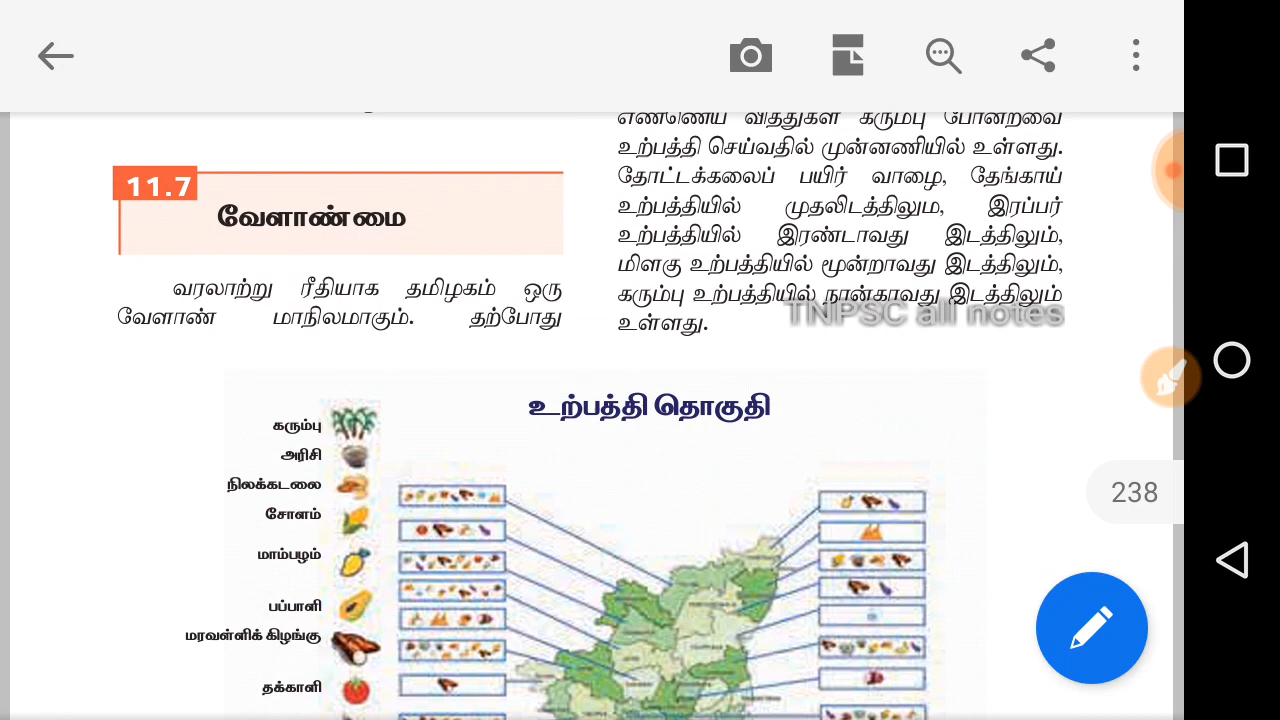 11.7
வேளாண்மை
வரலாற்று ரீதியாக தமிழகம் ஒரு
வேளாண் மாநிலமாகும். தற்போது
எண்ணெய் வித்துகள் கரும்பு போன்றவை
உற்பத்தி செய்வதில் முன்னணியில் உள்ளது.
தோட்டக்கலைப் பயிர் வாழை, தேங்காய்
உற்பத்தியில் முதலிடத்திலும, இரப்பர்
உற்பத்தியில் இரண்டாவது இடத்திலும்,
மிளகு உற்பத்தியில் மூன்றாவது இடத்திலும்,
கரும்பு உற்பத்தியில் நான்காவது இடத்திலும்
உள்ளது.
TNPSC all notes
உற்பத்தி தொகுதி
கரும்பு
அரிசி
நிலக்கடலை
சோளம்
மாம்பழம்
பப்பாளி
மரவள்ளிக் கிழங்கு
தக்காளி
238